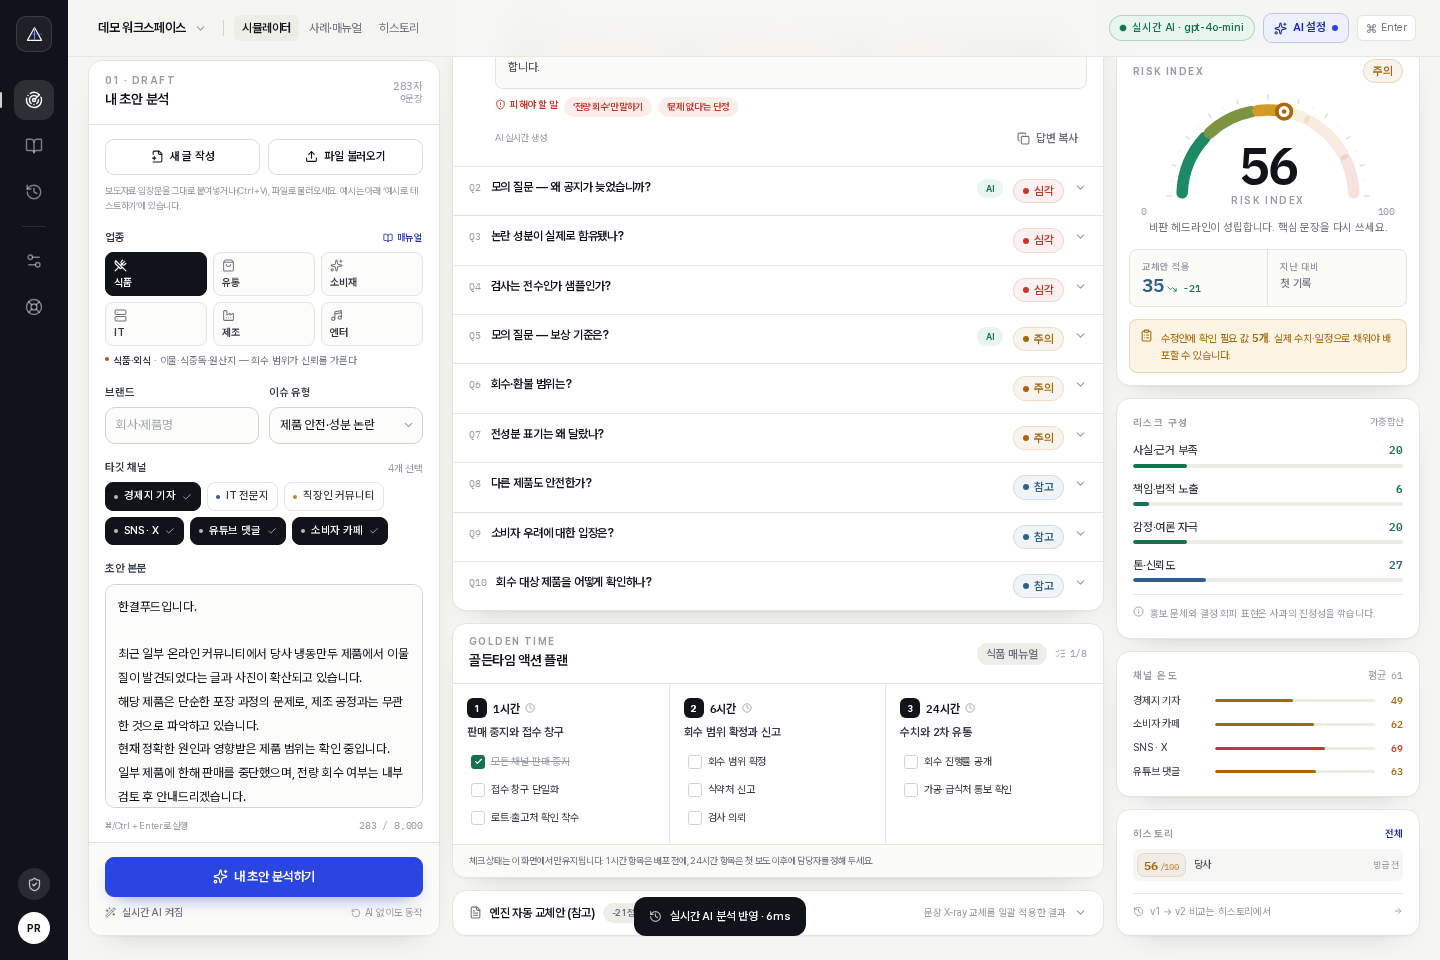 데모 워크스페이스
시뮬레이터
사례·매뉴얼
히스토리
실시간 AI · gpt-4o-mini
AI 설정
⌘ Enter
PR
01 · DRAFT
내 초안 분석
283자
9문장
새 글 작성
파일 불러오기
보도자료·입장문을 그대로 붙여넣거나(Ctrl+V), 파일로 불러오세요. 예시는 아래 '예시로 테
스트하기'에 있습니다.
업종
매뉴얼
식품
유통
소비재
IT
제조
엔터
식품·외식 · 이물·식중독·원산지 — 회수 범위가 신뢰를 가른다
브랜드
이슈 유형
회사·제품명
제품 안전·성분 논란
타깃 채널
4개 선택
경제지 기자
IT 전문지
직장인 커뮤니티
SNS · X
유튜브 댓글
소비자 카페
초안 본문
한결푸드입니다.
최근 일부 온라인 커뮤니티에서 당사 냉동만두 제품에서 이물
질이 발견되었다는 글과 사진이 확산되고 있습니다.
해당 제품은 단순한 포장 과정의 문제로, 제조 공정과는 무관
한 것으로 파악하고 있습니다.
현재 정확한 원인과 영향받은 제품 범위는 확인 중입니다.
일부 제품에 한해 판매를 중단했으며, 전량 회수 여부는 내부
검토 후 안내드리겠습니다.
⌘/Ctrl + Enter로 실행
283 / 8,000
내 초안 분석하기
실시간 AI 켜짐
AI 없이도 동작
합니다.
피해야 할 말
'전량 회수'만 말하기
'문제 없다'는 단정
AI 실시간 생성
답변 복사
Q2 모의 질문 — 왜 공지가 늦었습니까? AI 심각
Q3 논란 성분이 실제로 함유됐나? 심각
Q4 검사는 전수인가 샘플인가? 심각
Q5 모의 질문 — 보상 기준은? AI 주의
Q6 회수·환불 범위는? 주의
Q7 전성분 표기는 왜 달랐나? 주의
Q8 다른 제품도 안전한가? 참고
Q9 소비자 우려에 대한 입장은? 참고
Q10 회수 대상 제품을 어떻게 확인하나? 참고
GOLDEN TIME
골든타임 액션 플랜
식품 매뉴얼
1/8
1 1시간
판매 중지와 접수 창구
모든 채널 판매 중지
접수 창구 단일화
로트·출고처 확인 착수
2 6시간
회수 범위 확정과 신고
회수 범위 확정
식약처 신고
검사 의뢰
3 24시간
수치와 2차 유통
회수 진행률 공개
가공·급식처 통보 확인
체크 상태는 이 화면에서만 유지됩니다. 1시간 항목은 배포 전에, 24시간 항목은 첫 보도 이후에 담당자를 정해 두세요.
엔진 자동 교체안 (참고)
문장 X-ray 교체를 일괄 적용한 결과
실시간 AI 분석 반영 · 6ms
RISK INDEX
주의
56
RISK INDEX
0
100
비판 헤드라인이 성립합니다. 핵심 문장을 다시 쓰세요.
교체안 적용
35 -21
지난 대비
첫 기록
수정안에 확인 필요 값 5개. 실제 수치·일정으로 채워야 배
포할 수 있습니다.
리스크 구성
가중합산
사실·근거 부족 20
책임·법적 노출 6
감정·여론 자극 20
톤·신뢰도 27
홍보 문체와 결정 회피 표현은 사과의 진정성을 깎습니다.
채널 온도
평균 61
경제지 기자 49
소비자 카페 62
SNS · X 69
유튜브 댓글 63
히스토리
전체
56 /100 당사 방금 전
v1 → v2 비교는 히스토리에서